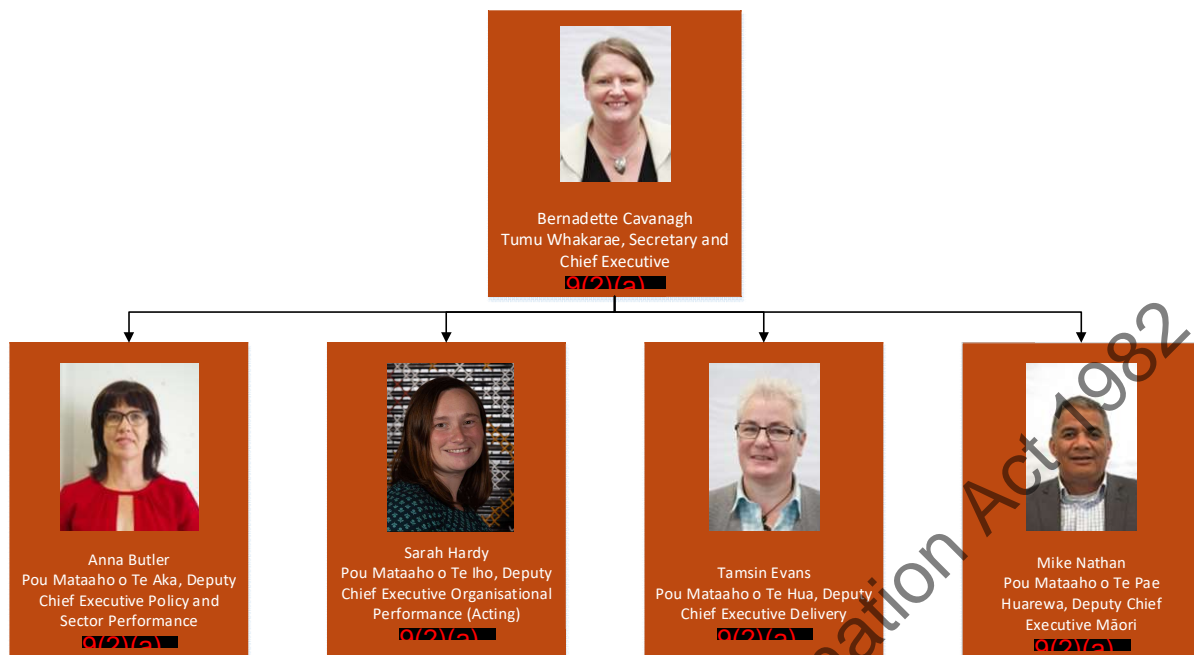 Bernadette Cavanagh
Tumu Whakarae, Secretary and
Chief Executive
9(2)(a)
Anna Butler
Pou Mataaho o Te Aka, Deputy
Chief Executive Policy and
Sector Performance
9(2)(a)
Sarah Hardy
Pou Mataaho o Te Iho, Deputy
Chief Executive Organisational
Performance (Acting)
9(2)(a)
Tamsin Evans
Pou Mataaho o Te Hua, Deputy
Chief Executive Delivery
9(2)(a)
Mike Nathan
Pou Mataaho o Te Pae
Huarewa, Deputy Chief
Executive Māori
9(2)(a)
Act 1982